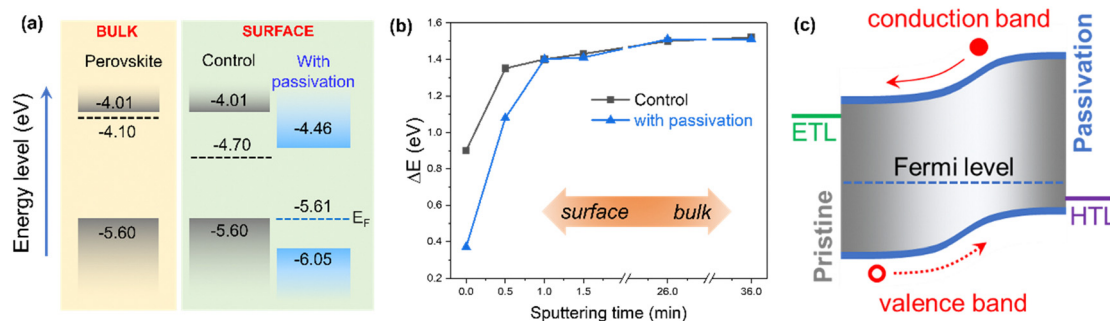 (a)
BULK
SURFACE
Perovskite
Control
With
passivation
Energy level (eV)
-4.01
-4.10
-5.60
-4.01
-4.70
-5.60
-4.46
-5.61
E_F
-6.05
(b)
ΔE (eV)
1.6
1.4
1.2
1.0
0.8
0.6
0.4
0.2
Control
with passivation
surface bulk
0.0 0.5 1.0 1.5 26.0 36.0
Sputtering time (min)
(c)
conduction band
ETL
Fermi level
HTL
Pristine
Passivation
valence band